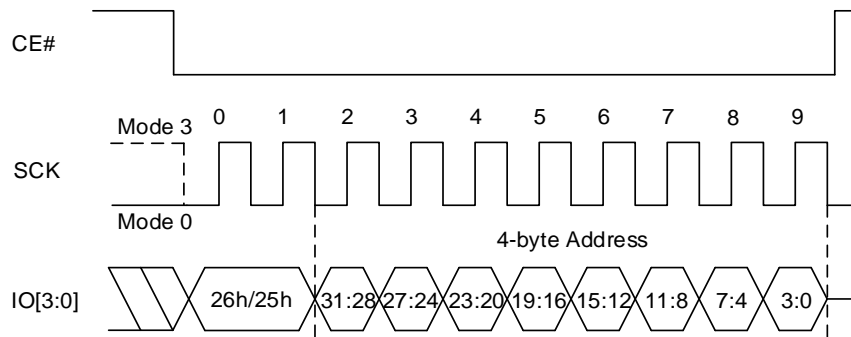 CE#
Mode 3
0 1 2 3 4 5 6 7 8 9
SCK
Mode 0
4-byte Address
IO[3:0]
26h/25h 31:28 27:24 23:20 19:16 15:12 11:8 7:4 3:0